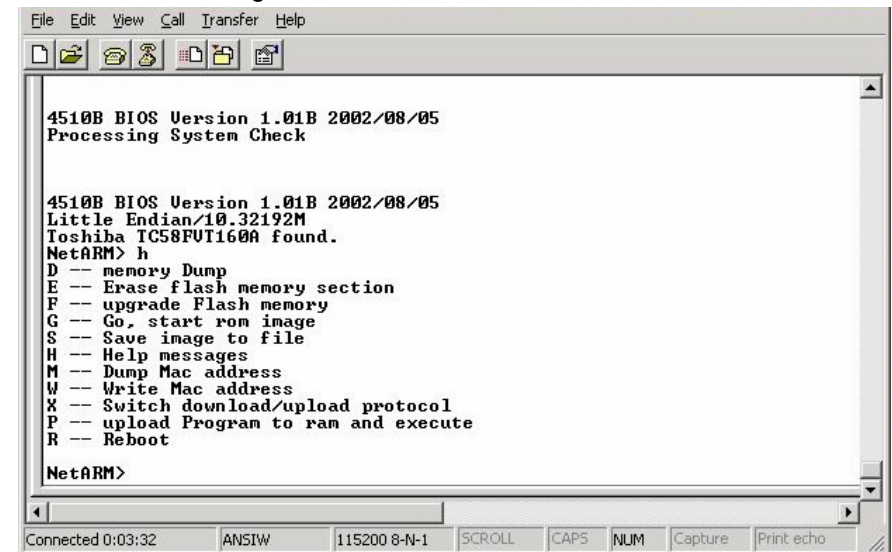 File Edit View Call Transfer Help
4510B BIOS Version 1.01B 2002/08/05
Processing System Check
4510B BIOS Version 1.01B 2002/08/05
Little Endian/10.32192M
Toshiba TC58FVT160A found.
NetARM> h
D -- memory Dump
E -- Erase flash memory section
F -- upgrade Flash memory
G -- Go, start rom image
S -- Save image to file
H -- Help messages
M -- Dump Mac address
W -- Write Mac address
X -- Switch download/upload protocol
P -- upload Program to ram and execute
R -- Reboot
NetARM>
Connected 0:03:32 ANSIW 115200 8-N-1 SCROLL CAPS NUM Capture Print echo